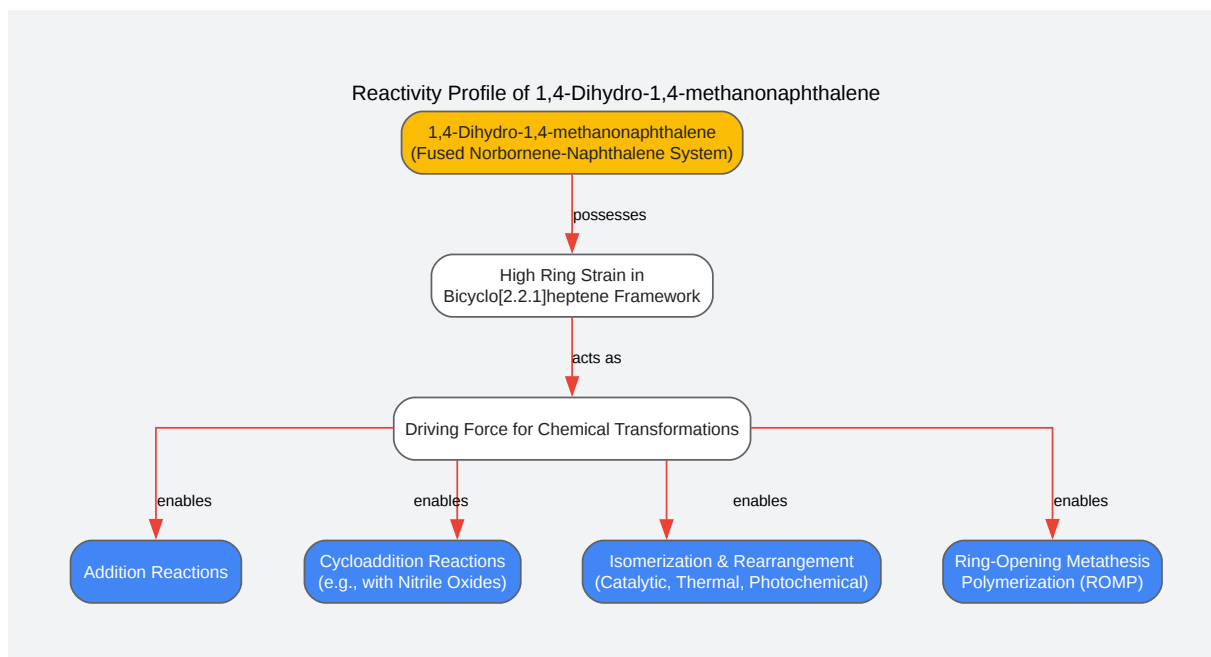 Reactivity Profile of 1,4-Dihydro-1,4-methanonaphthalene
1,4-Dihydro-1,4-methanonaphthalene
(Fused Norbornene-Naphthalene System)
possesses
High Ring Strain in
Bicyclo[2.2.1]heptene Framework
acts as
Driving Force for Chemical Transformations
enables
enables
enables
enables
Addition Reactions
Cycloaddition Reactions
(e.g., with Nitrile Oxides)
Isomerization & Rearrangement
(Catalytic, Thermal, Photochemical)
Ring-Opening Metathesis
Polymerization (ROMP)